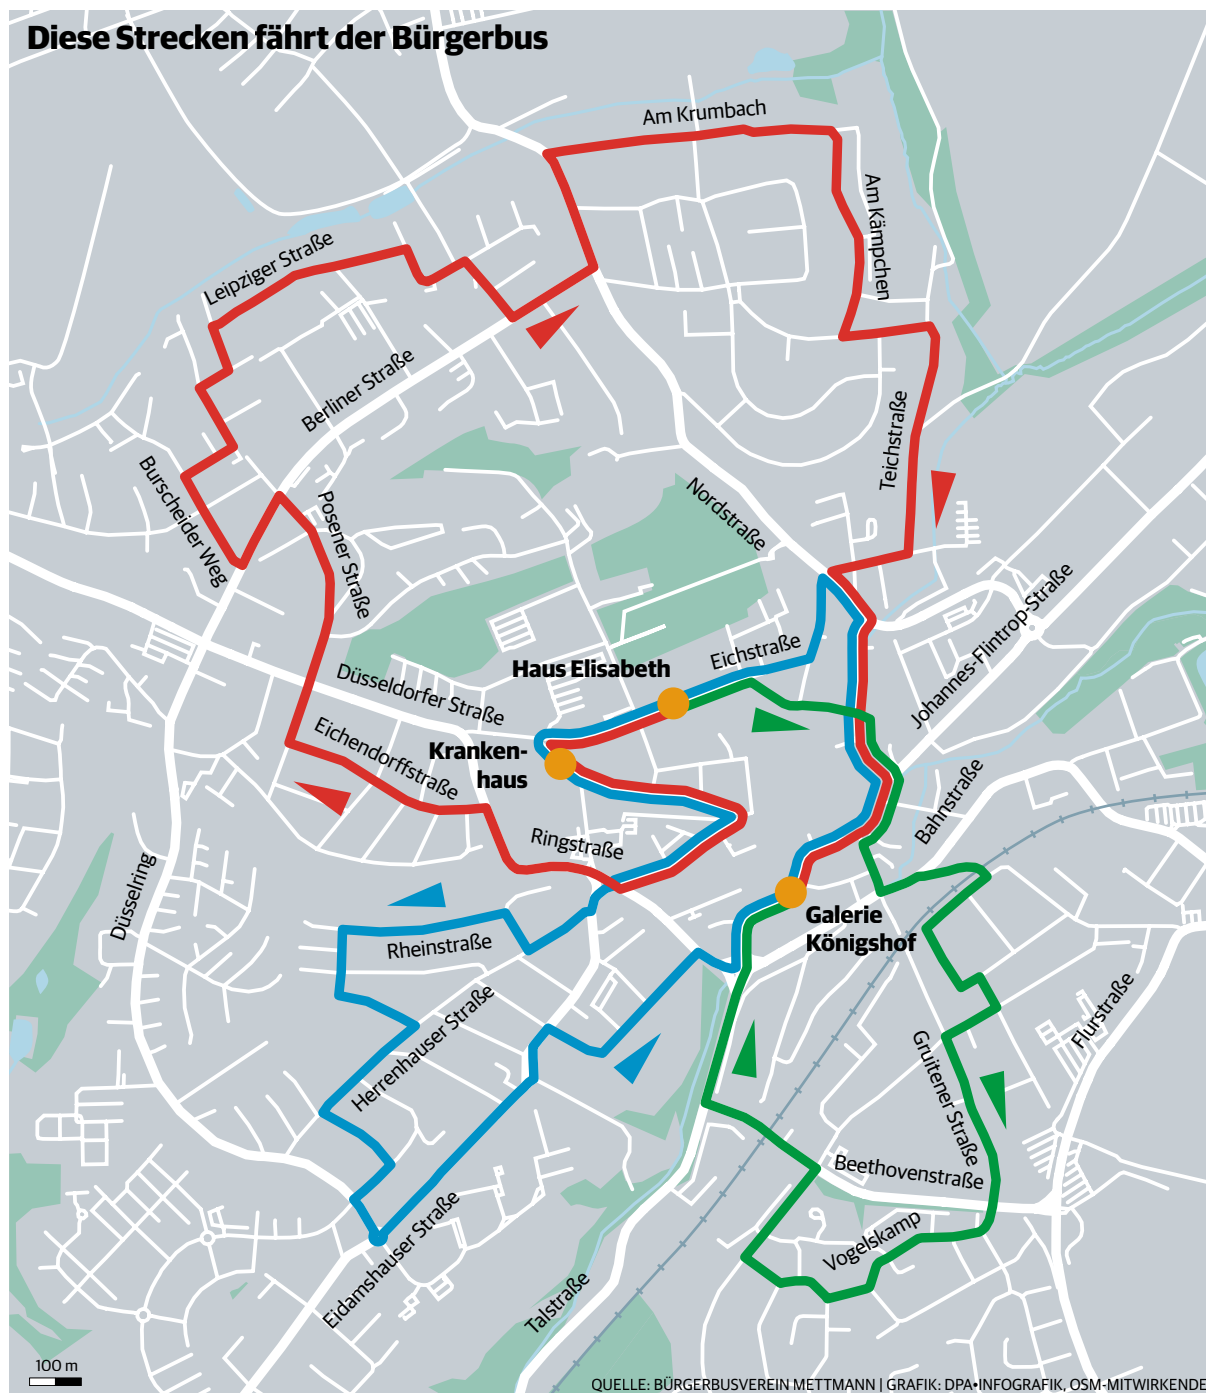 Diese Strecken fährt der Bürgerbus
Am Krumbach
Am Kämpchen
Leipziger Straße
Berliner Straße
Teichstraße
Burscheider Weg
Posener Straße
Nordstraße
Johannes-Flintrop-Straße
Eichstraße
Haus Elisabeth
Düsseldorfer Straße
Eichendorffstraße
Kranken-
haus
Bahnstraße
Ringstraße
Düsselring
Galerie
Königshof
Rheinstraße
Herrenhauser Straße
Flurstraße
Gruitener Straße
Beethovenstraße
Vogelskamp
Eidamshauser Straße
Talstraße
100 m
QUELLE: BÜRGERBUSVEREIN METTMANN | GRAFIK: DPA•INFOGRAFIK, OSM-MITWIRKENDE